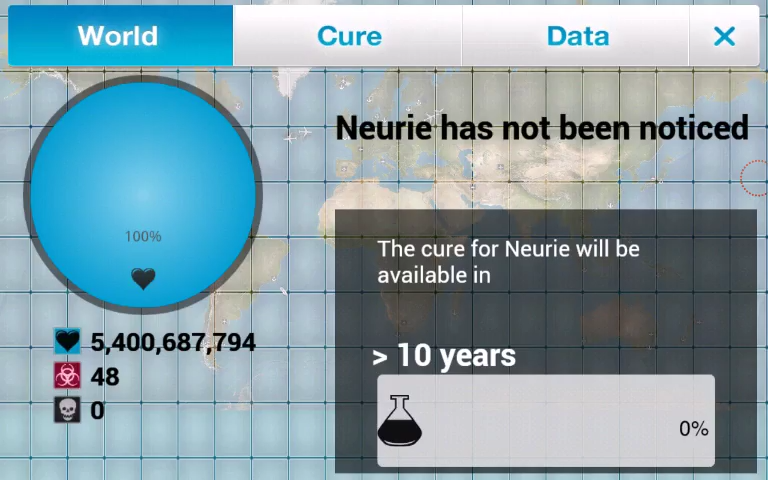 World
Cure
Data
Neurie has not been noticed
100%
The cure for Neurie will be
available in
5,400,687,794
> 10 years
48
0
0%